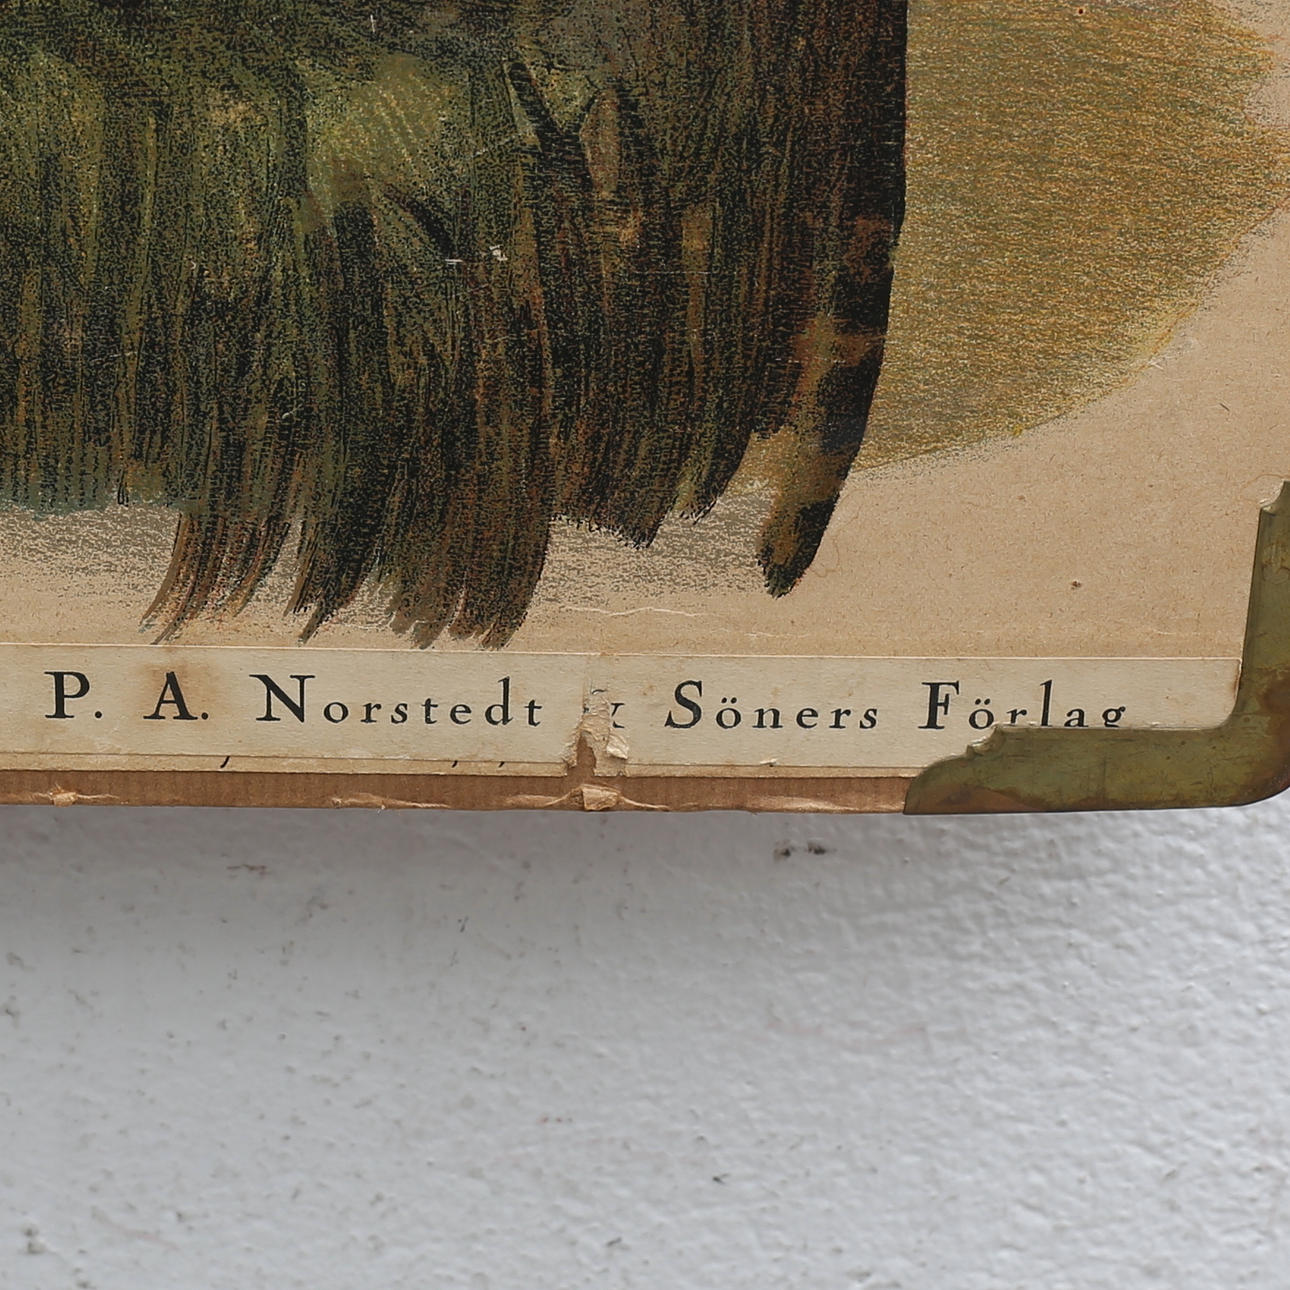 P. A. Norstedt & Söners Förlag